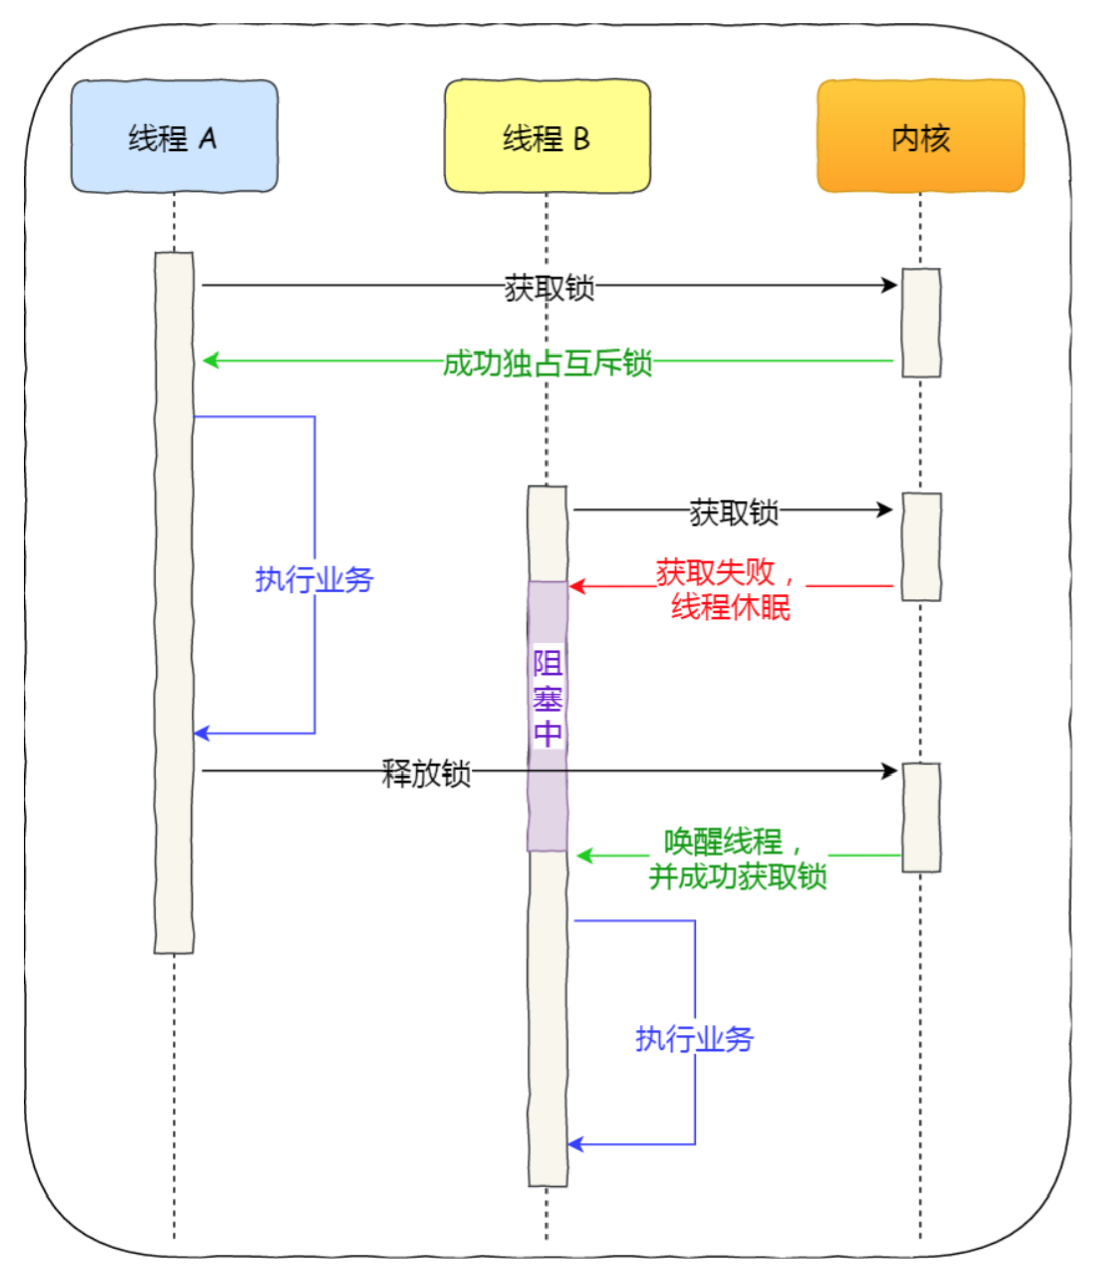 线程 A
线程 B
内核
获取锁
成功独占互斥锁
获取锁
获取失败，
线程休眠
执行业务
阻
塞
中
释放锁
唤醒线程，
并成功获取锁
执行业务